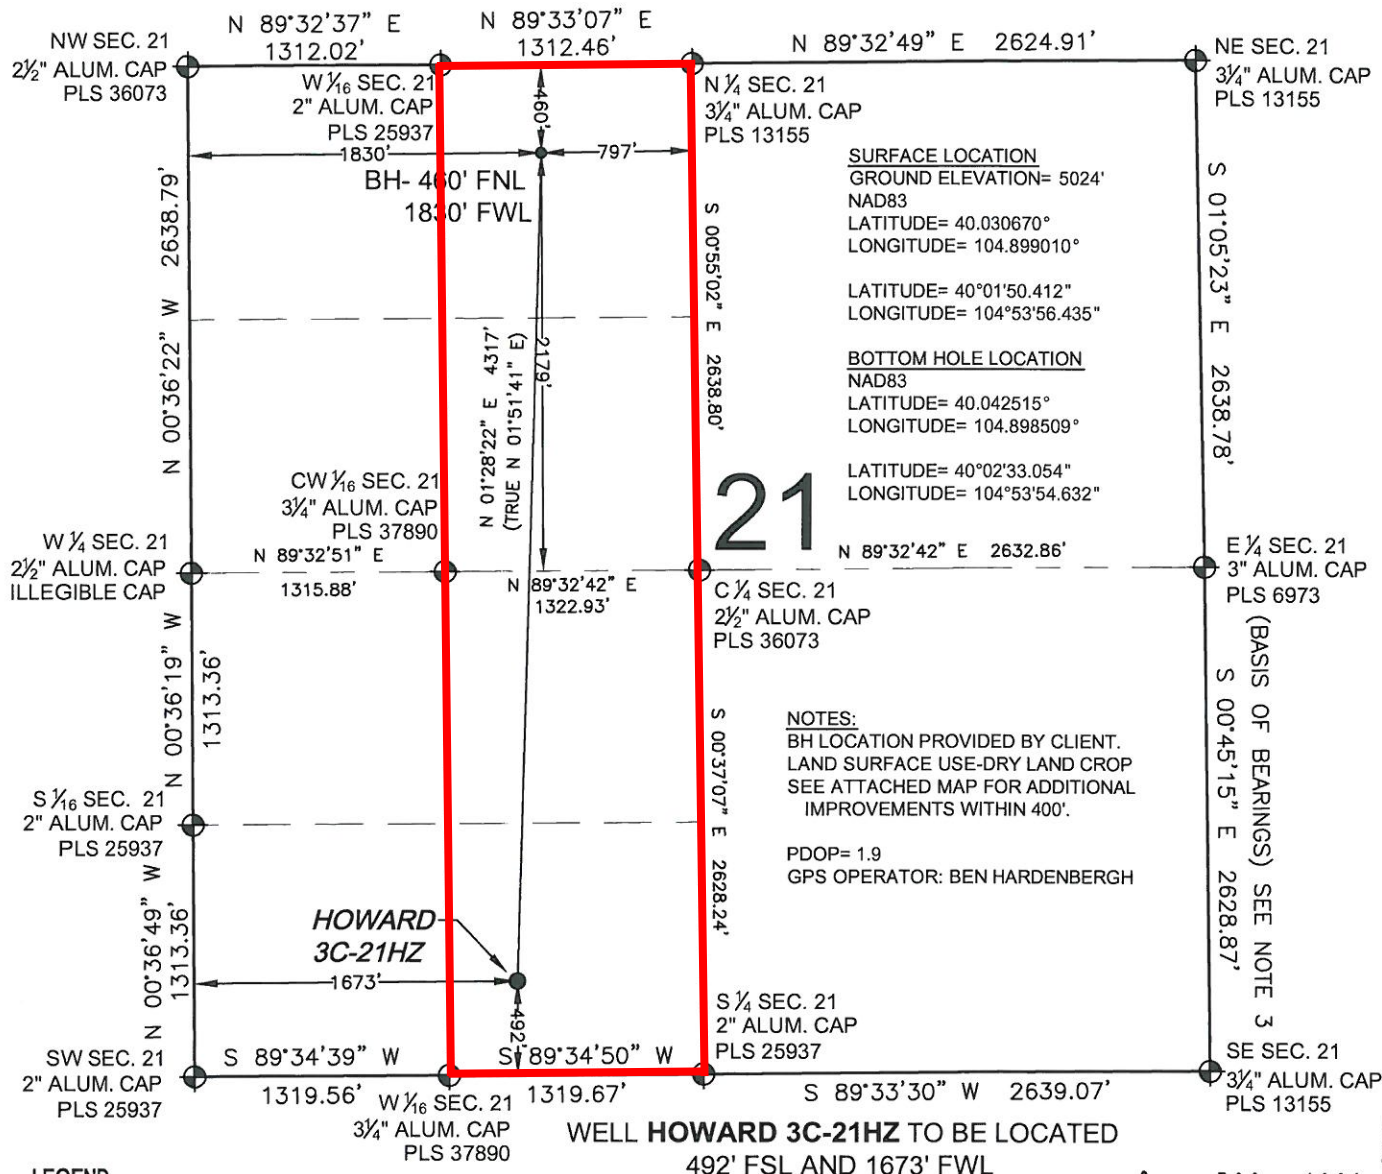 N 89°32'37" E
1312.02'
N 89°33'07" E
1312.46'
N 89°32'49" E 2624.91'
NW SEC. 21
2½" ALUM. CAP
PLS 36073
W 1/16 SEC. 21
2" ALUM. CAP
PLS 25937
N ¼ SEC. 21
3¼" ALUM. CAP
PLS 13155
NE SEC. 21
3¼" ALUM. CAP
PLS 13155
460'
1830'
797'
BH- 460' FNL
1830' FWL
SURFACE LOCATION
GROUND ELEVATION= 5024'
NAD83
LATITUDE= 40.030670°
LONGITUDE= 104.899010°
LATITUDE= 40°01'50.412"
LONGITUDE= 104°53'56.435"
BOTTOM HOLE LOCATION
NAD83
LATITUDE= 40.042515°
LONGITUDE= 104.898509°
LATITUDE= 40°02'33.054"
LONGITUDE= 104°53'54.632"
N 00°36'22" W 2638.79'
N 01°28'22" E 4317'
(TRUE N 01°51'41" E)
2179'
S 00°55'02" E 2638.80'
S 01°05'23" E 2638.78'
21
CW 1/16 SEC. 21
3¼" ALUM. CAP
PLS 37890
W ¼ SEC. 21
2½" ALUM. CAP
ILLEGIBLE CAP
N 89°32'51" E
1315.88'
N 89°32'42" E
1322.93'
N 89°32'42" E 2632.86'
C ¼ SEC. 21
2½" ALUM. CAP
PLS 36073
E ¼ SEC. 21
3" ALUM. CAP
PLS 6973
N 00°36'19" W
1313.36'
S 00°37'07" E 2628.24'
S 00°45'15" E 2628.87'
(BASIS OF BEARINGS) SEE NOTE 3
NOTES:
BH LOCATION PROVIDED BY CLIENT.
LAND SURFACE USE-DRY LAND CROP
SEE ATTACHED MAP FOR ADDITIONAL
IMPROVEMENTS WITHIN 400'.
PDOP= 1.9
GPS OPERATOR: BEN HARDENBERGH
S 1/16 SEC. 21
2" ALUM. CAP
PLS 25937
N 00°36'49" W
1313.36'
HOWARD
3C-21HZ
1673'
492'
S ¼ SEC. 21
2" ALUM. CAP
PLS 25937
SW SEC. 21
2" ALUM. CAP
PLS 25937
S 89°34'39" W
1319.56'
S 89°34'50" W
1319.67'
S 89°33'30" W 2639.07'
SE SEC. 21
3¼" ALUM. CAP
PLS 13155
W 1/16 SEC. 21
3¼" ALUM. CAP
PLS 37890
WELL HOWARD 3C-21HZ TO BE LOCATED
492' FSL AND 1673' FWL
LEGEND